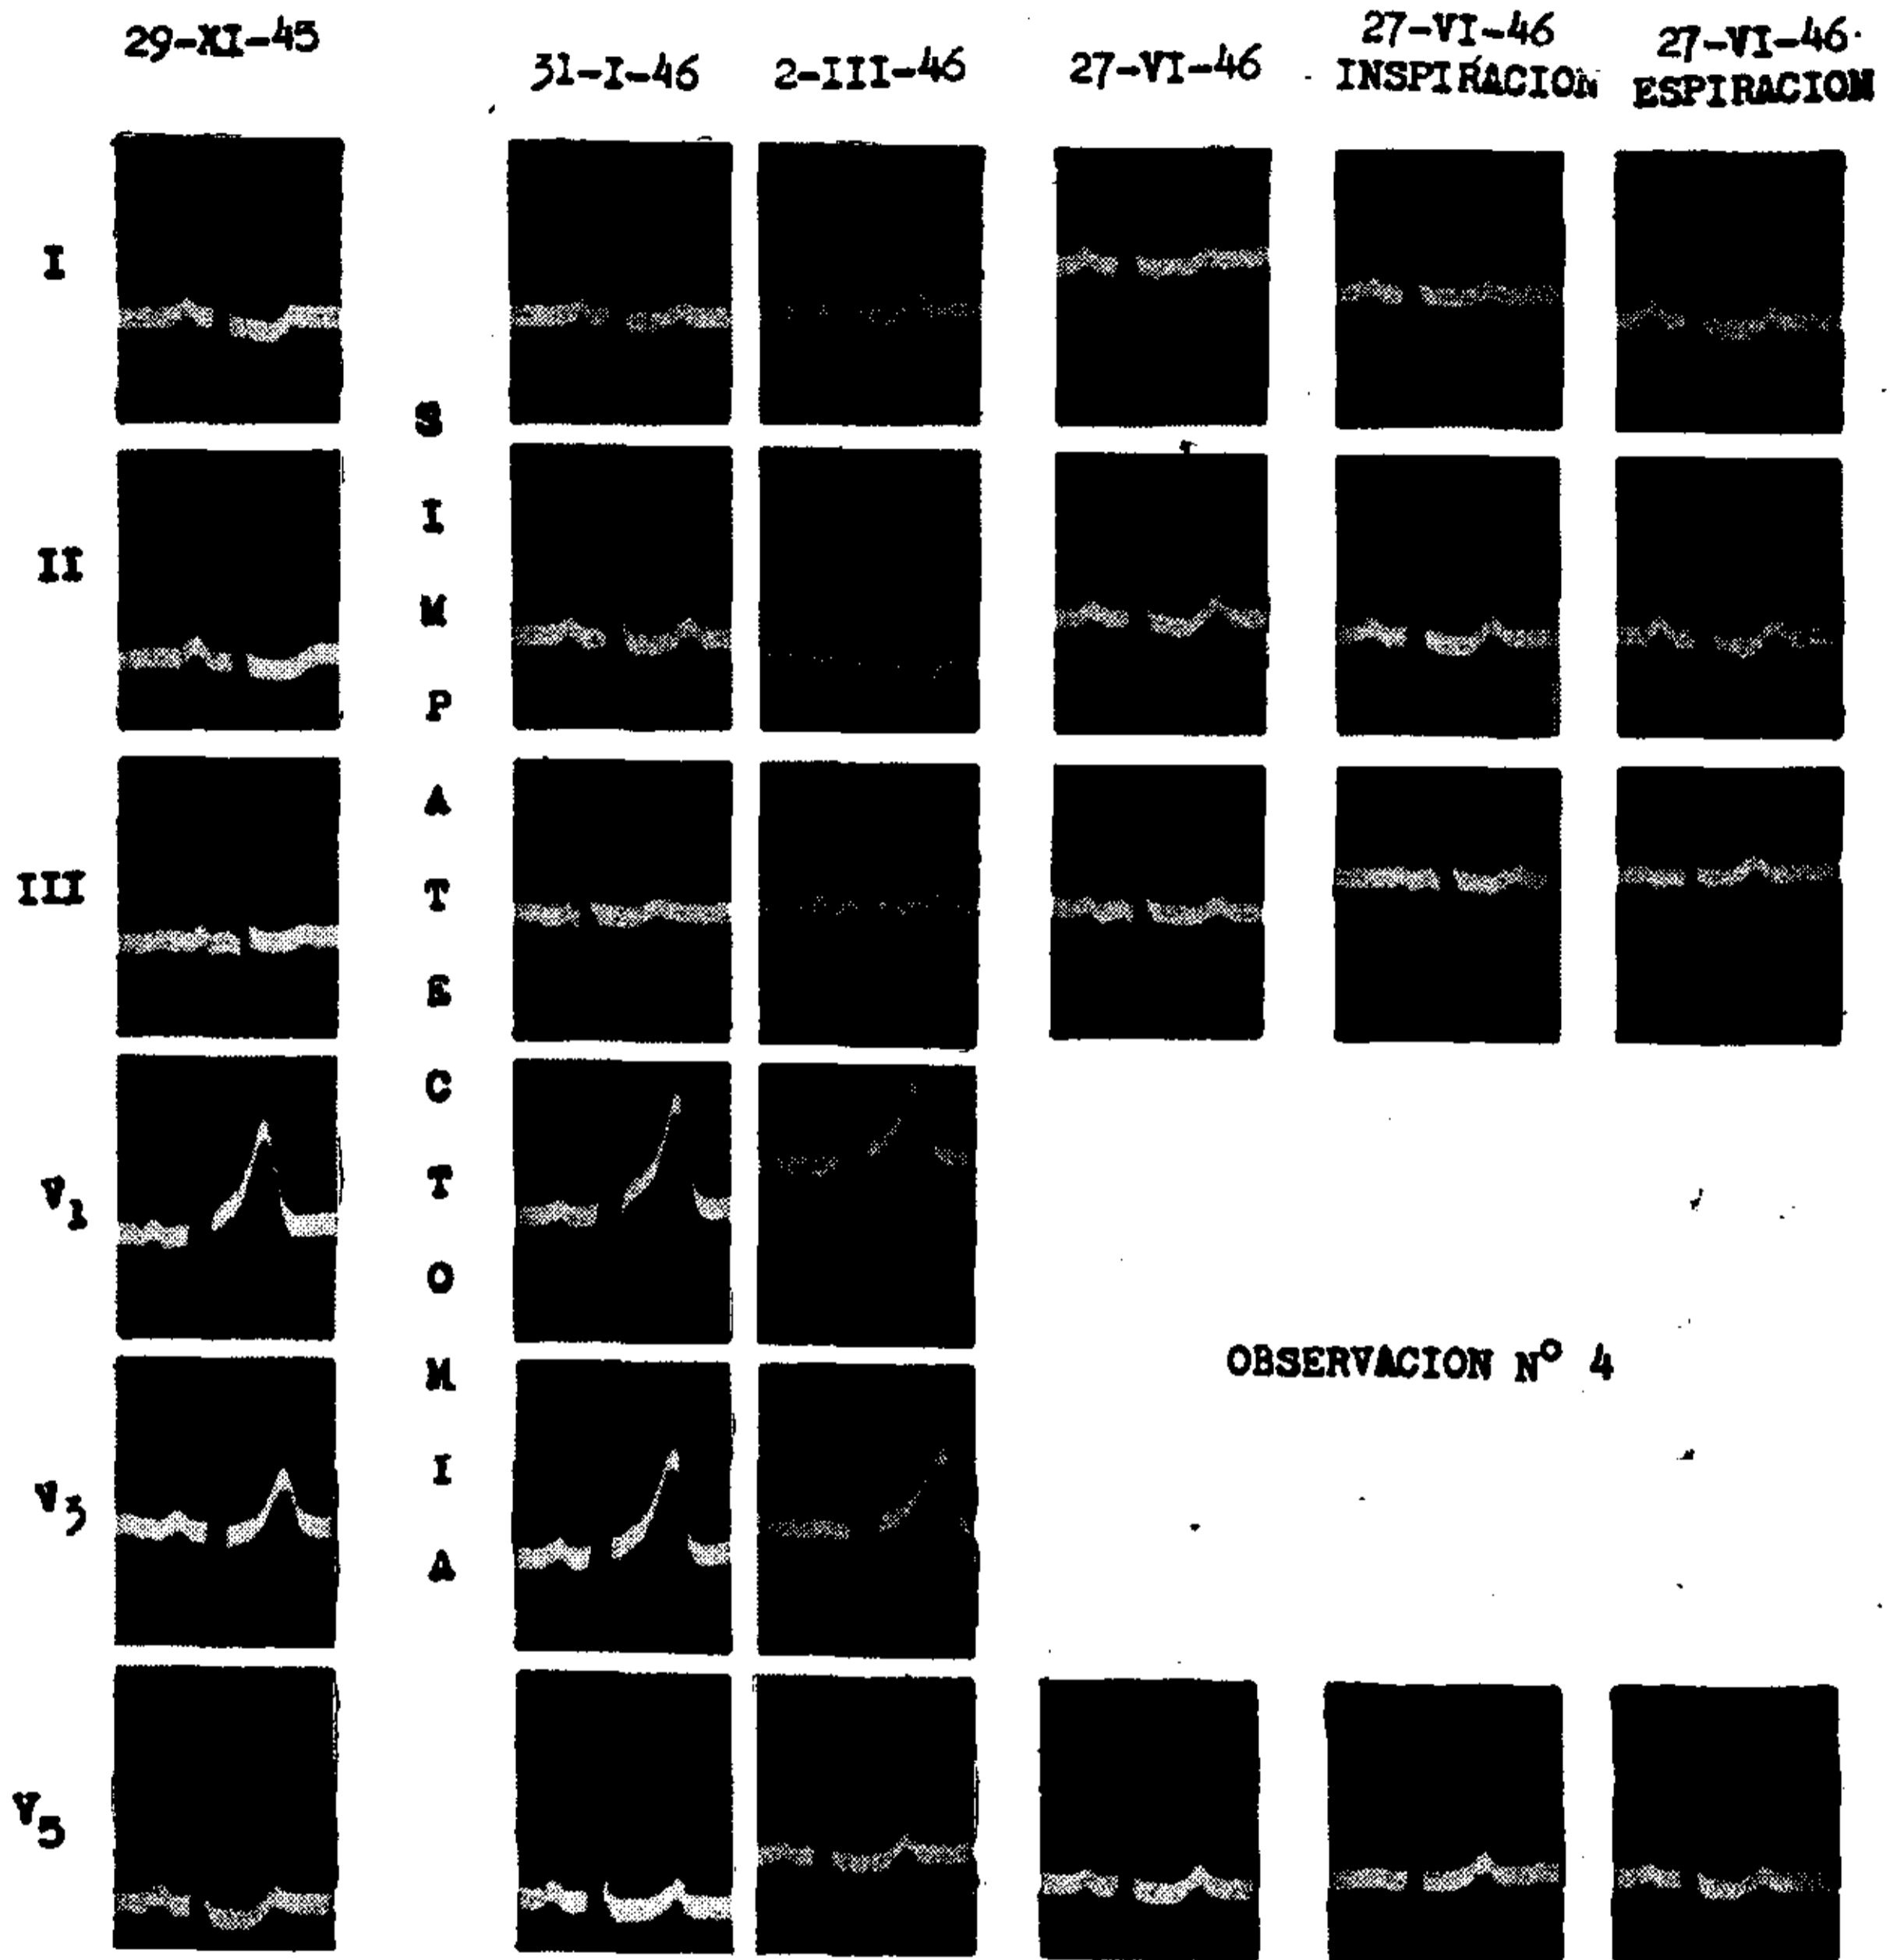 29-XI-45
31-I-46
2-III-46
27-VI-46
27-VI-46
INSPIRACION
27-VI-46
ESPIRACION
I
II
III
V1
V3
V5
S
I
M
P
A
T
E
C
T
O
M
I
A
OBSERVACION Nº 4